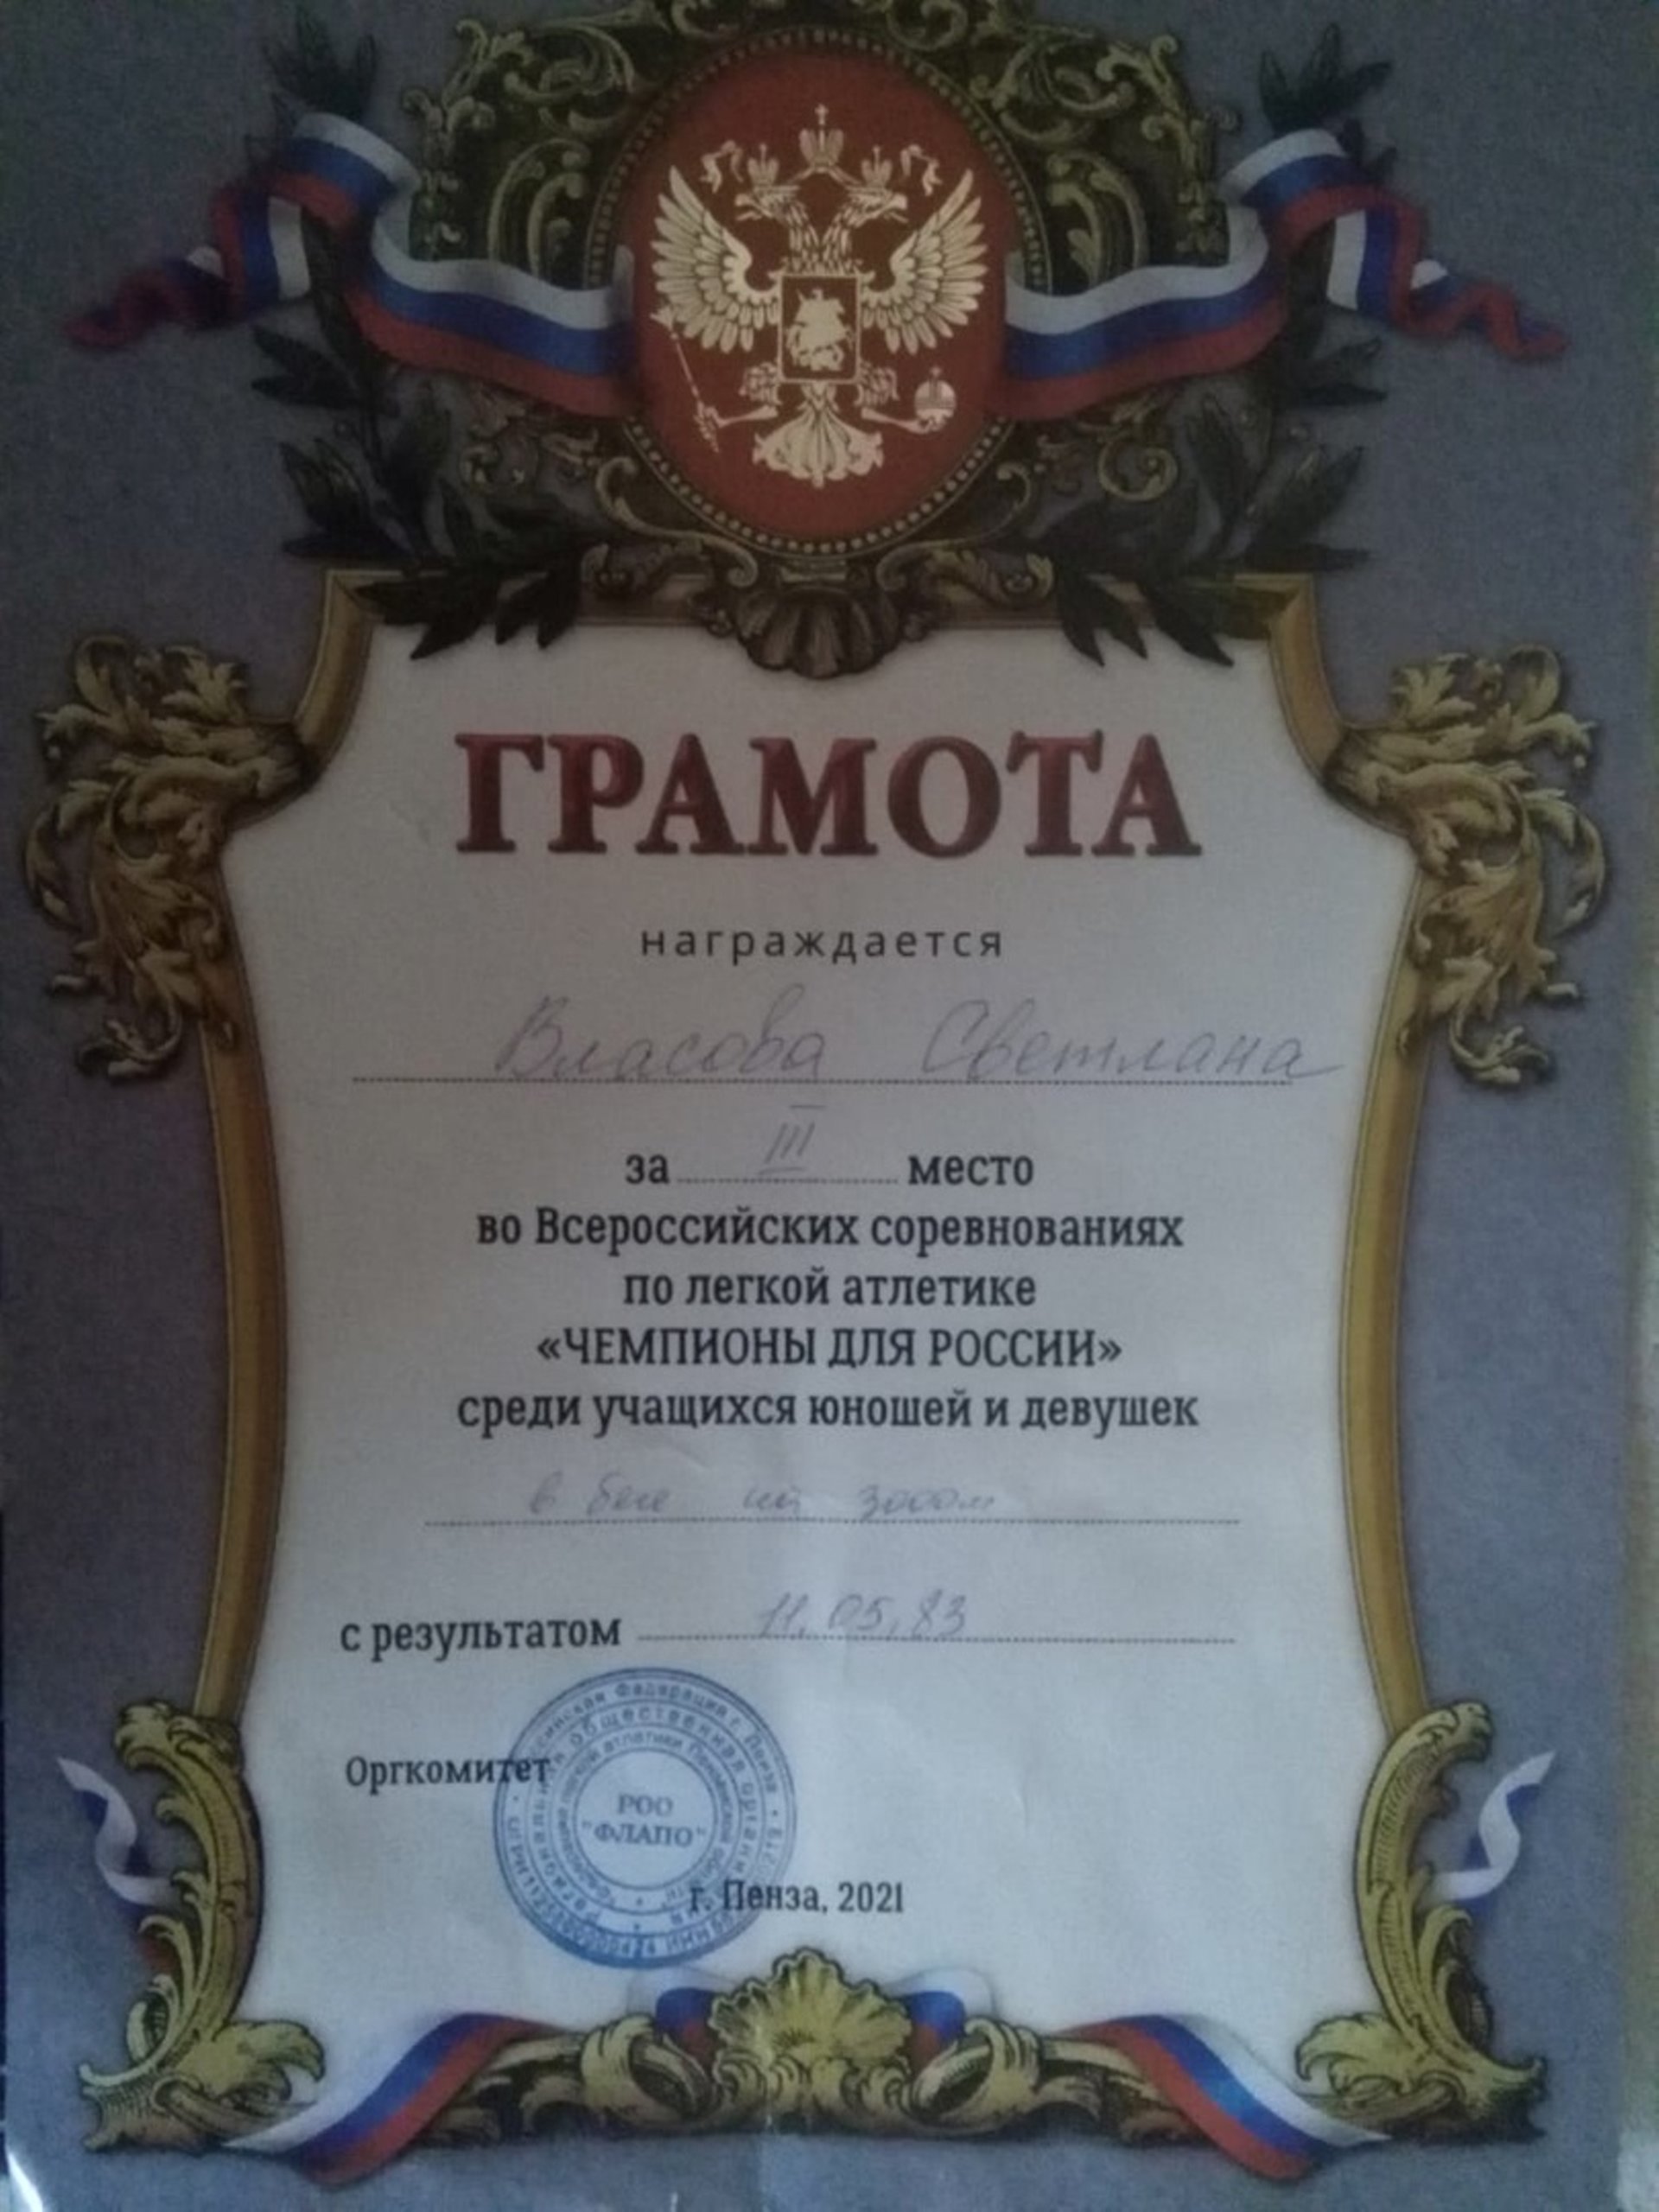 ГРАМОТА
награждается
Власова Светлана
за III место
во Всероссийских соревнованиях
по легкой атлетике
«ЧЕМПИОНЫ ДЛЯ РОССИИ»
среди учащихся юношей и девушек
в беге на 3000м
с результатом 11,05,83
Оргкомитет
РОО
"ФЛАПО"
г. Пенза, 2021